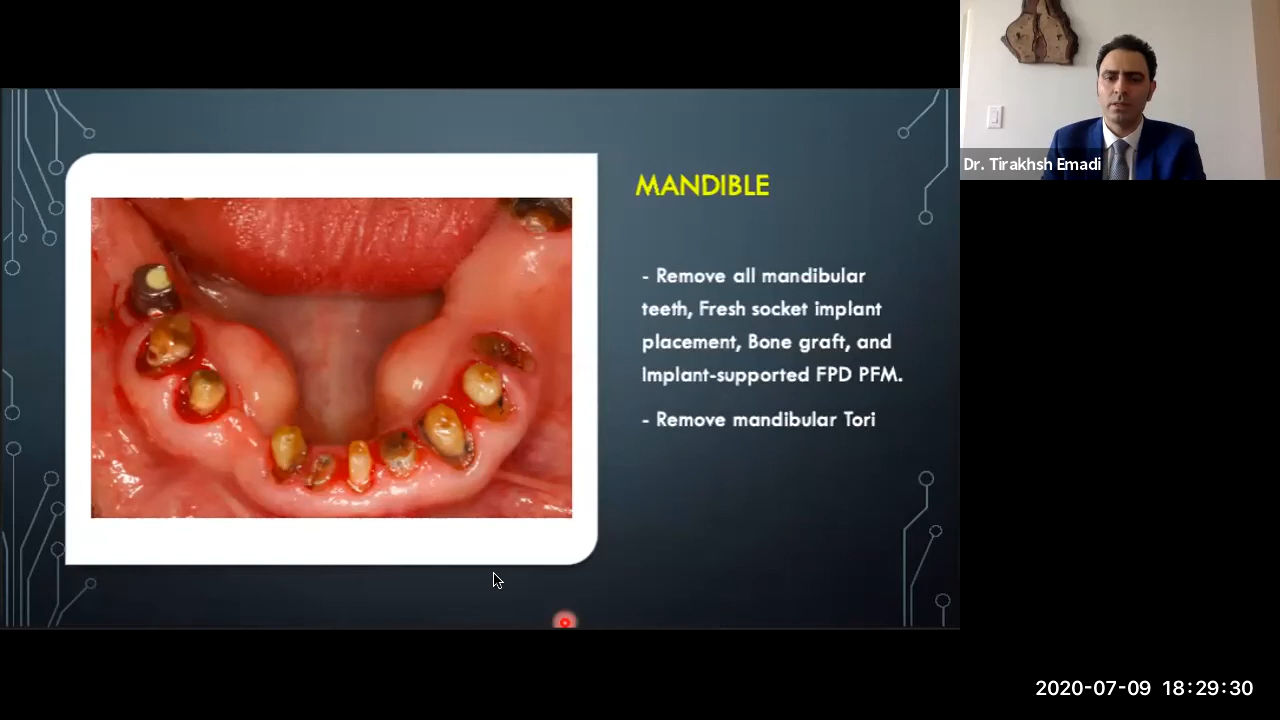 Dr. Tirakhsh Emadi
MANDIBLE
- Remove all mandibular
teeth, Fresh socket implant
placement, Bone graft, and
Implant-supported FPD PFM.
- Remove mandibular Tori
2020-07-09 18:29:30